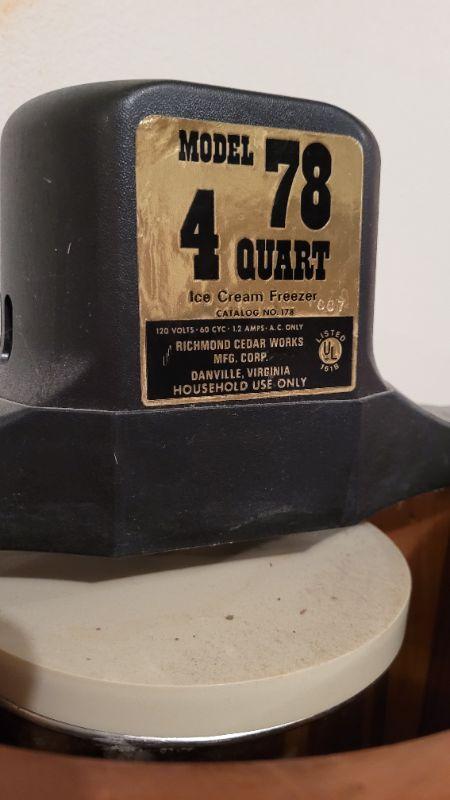 MODEL 78
4 QUART
Ice Cream Freezer
CATALOG NO. 178
120 VOLTS · 60 CYC · 1.2 AMPS · A.C. ONLY
RICHMOND CEDAR WORKS
MFG. CORP.
DANVILLE, VIRGINIA
HOUSEHOLD USE ONLY
LISTED
UL
161B